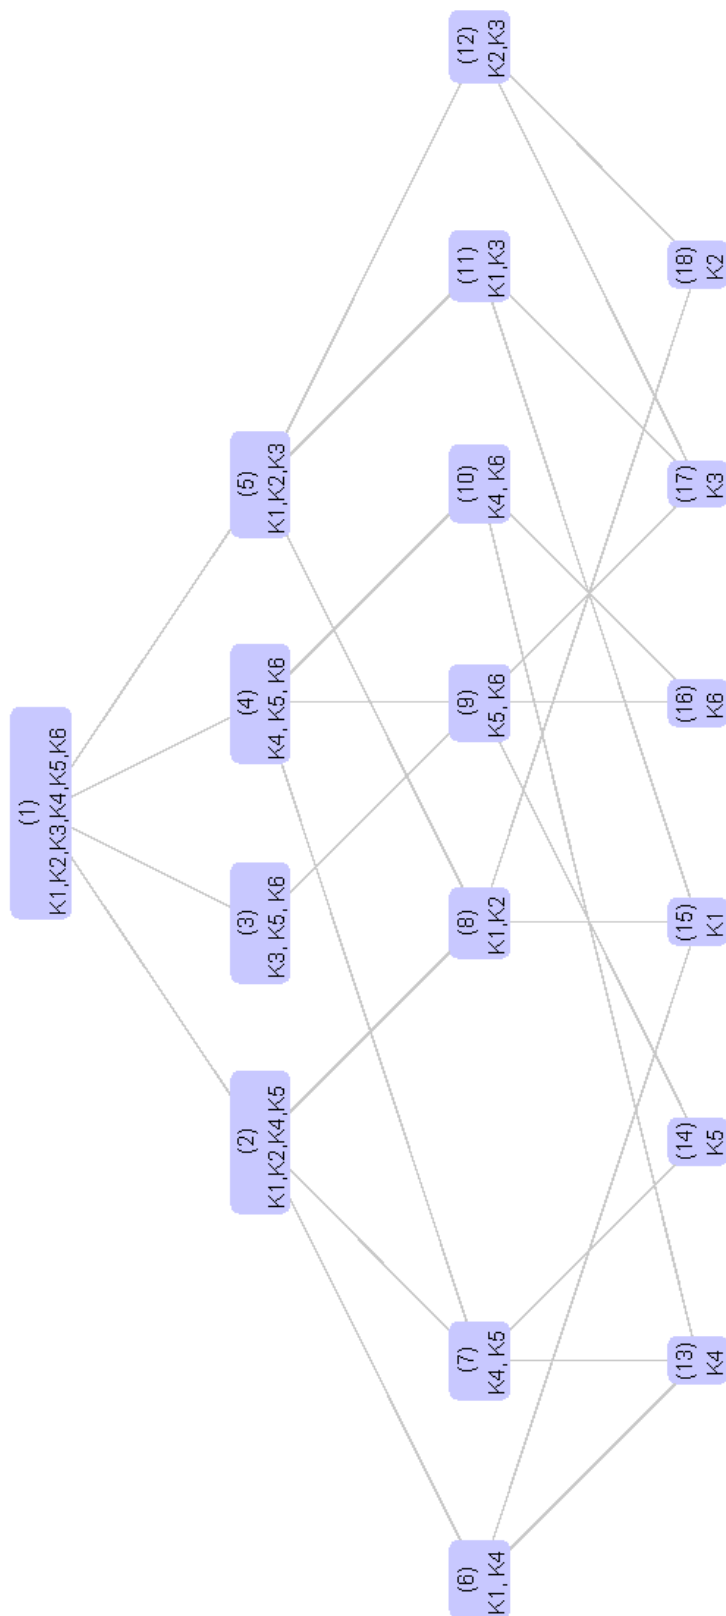 (1)
K1,K2,K3,K4,K5,K6
(2)
K1,K2,K4,K5
(3)
K3, K5, K6
(4)
K4, K5, K6
(5)
K1,K2,K3
(6)
K1, K4
(7)
K4, K5
(8)
K1,K2
(9)
K5, K6
(10)
K4, K6
(11)
K1,K3
(12)
K2,K3
(13)
K4
(14)
K5
(15)
K1
(16)
K6
(17)
K3
(18)
K2